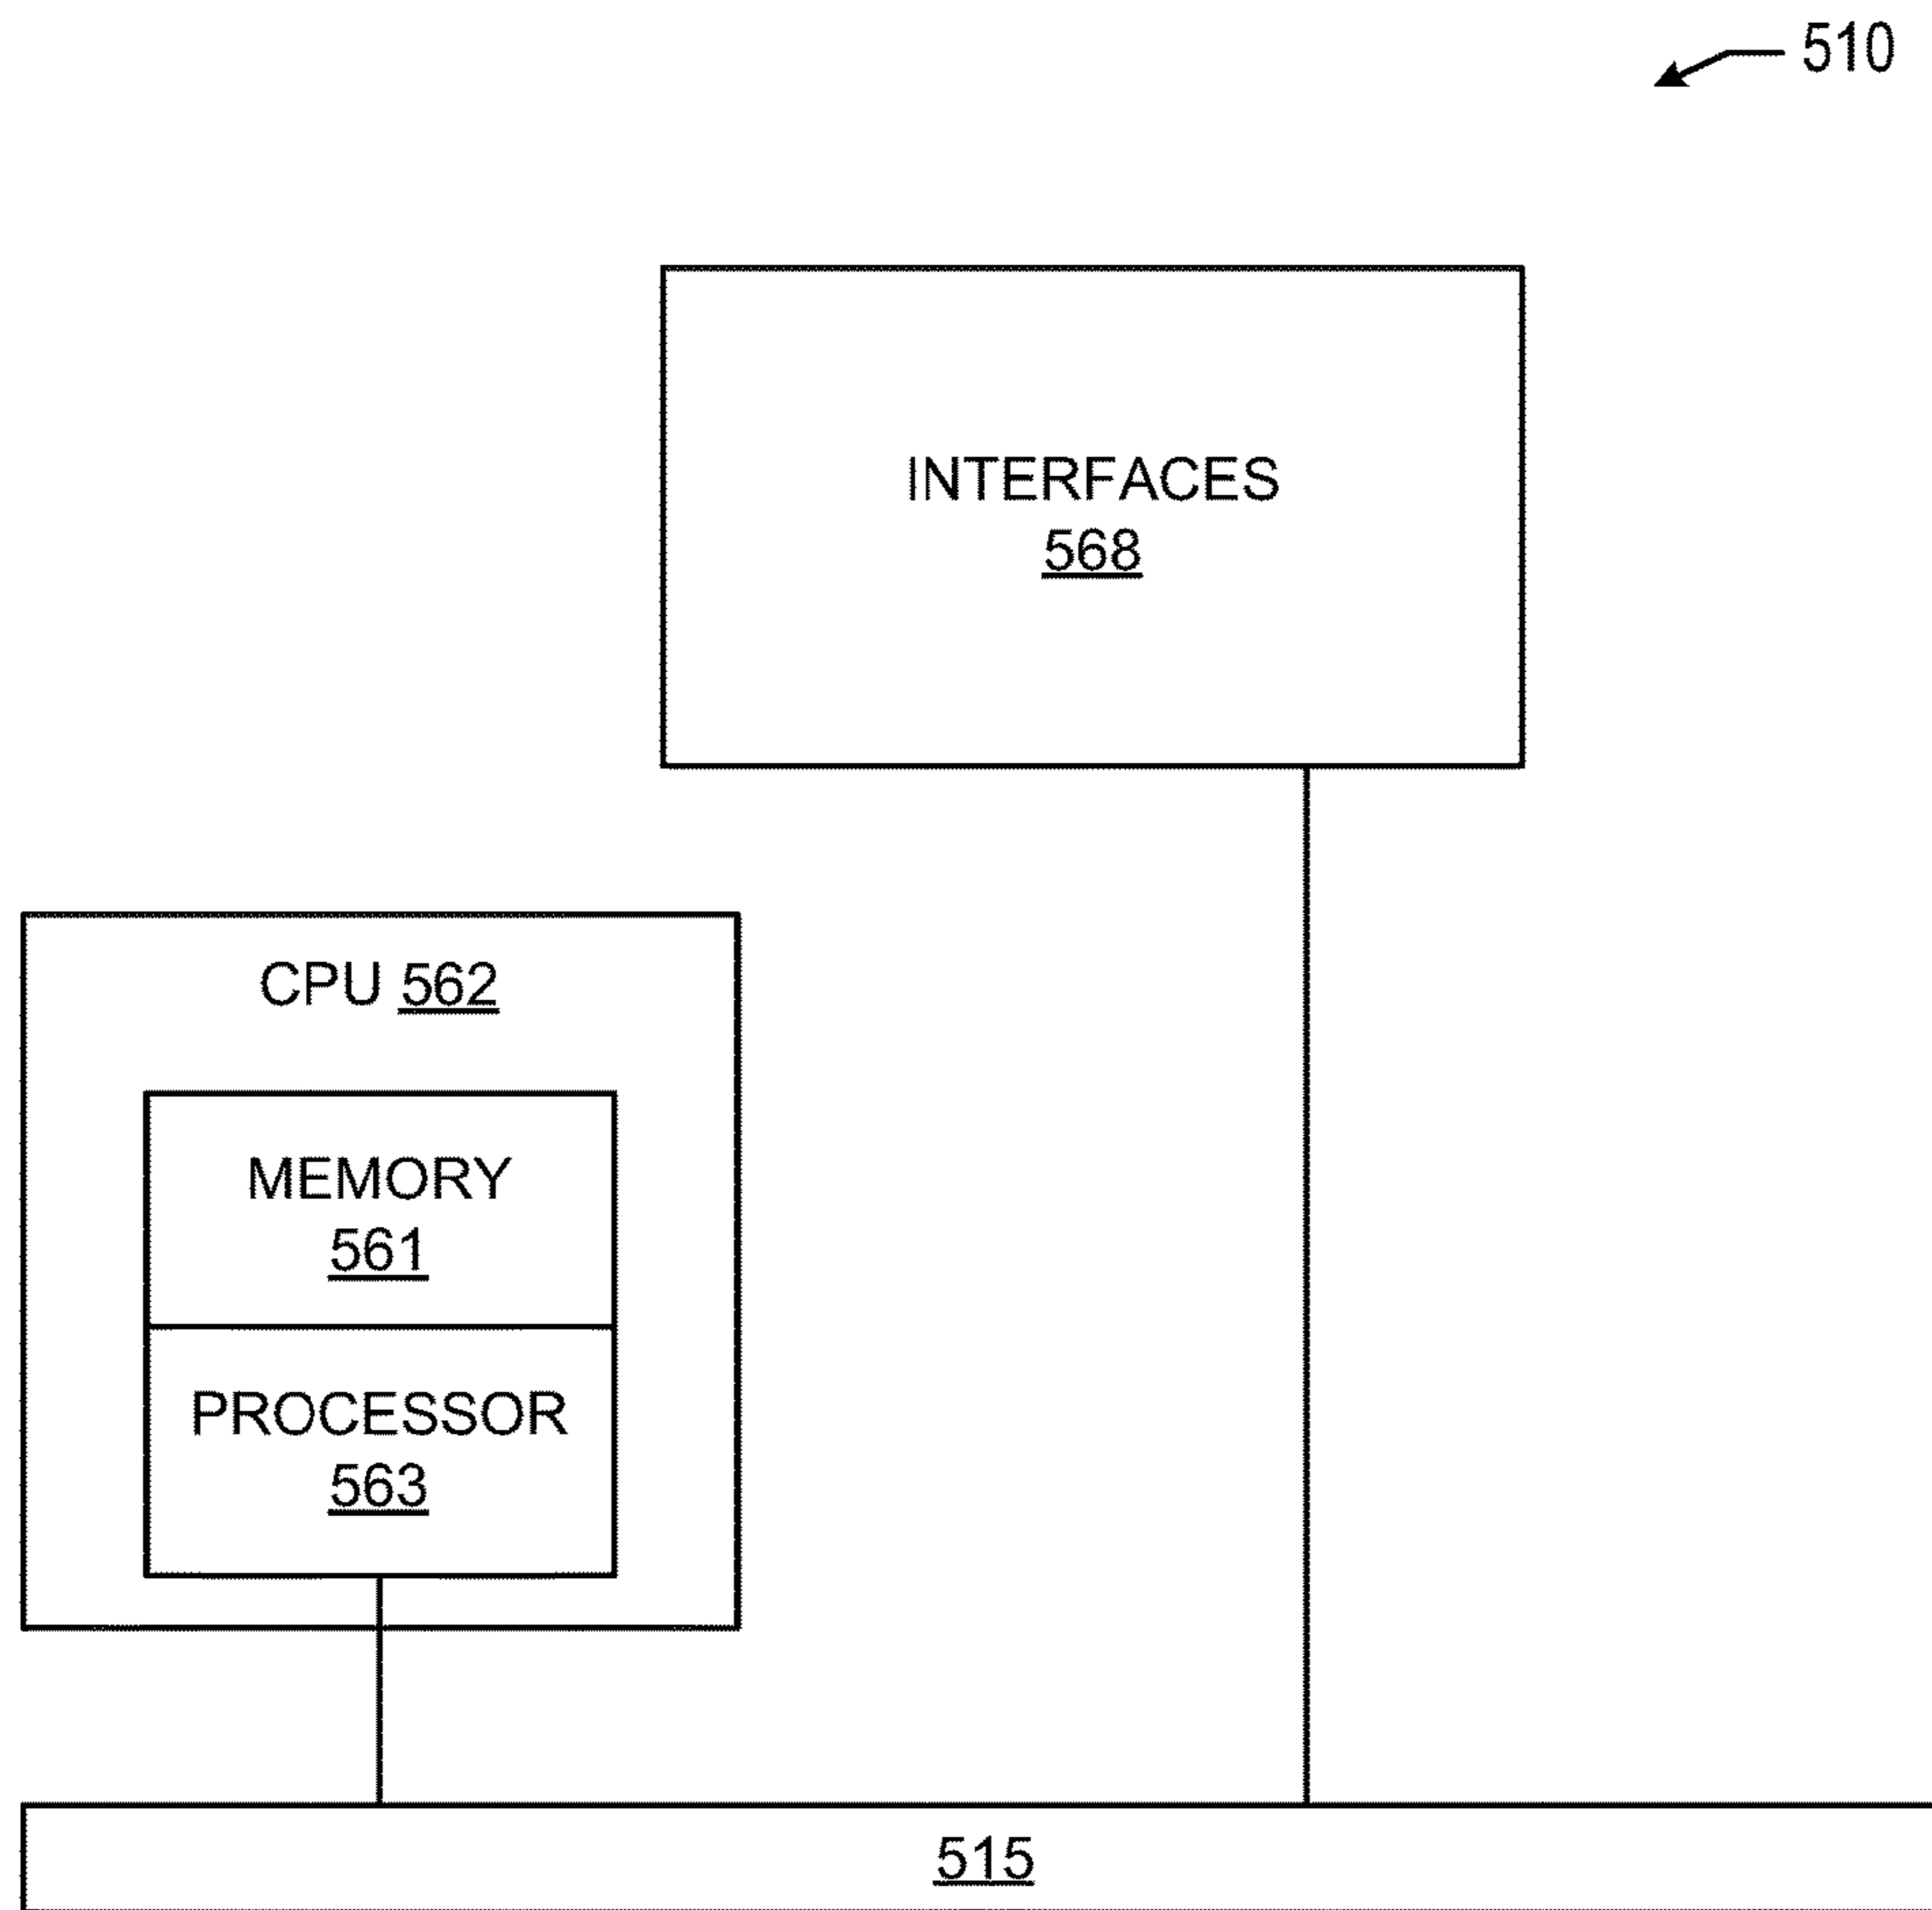 510
INTERFACES
568
CPU 562
MEMORY
561
PROCESSOR
563
515